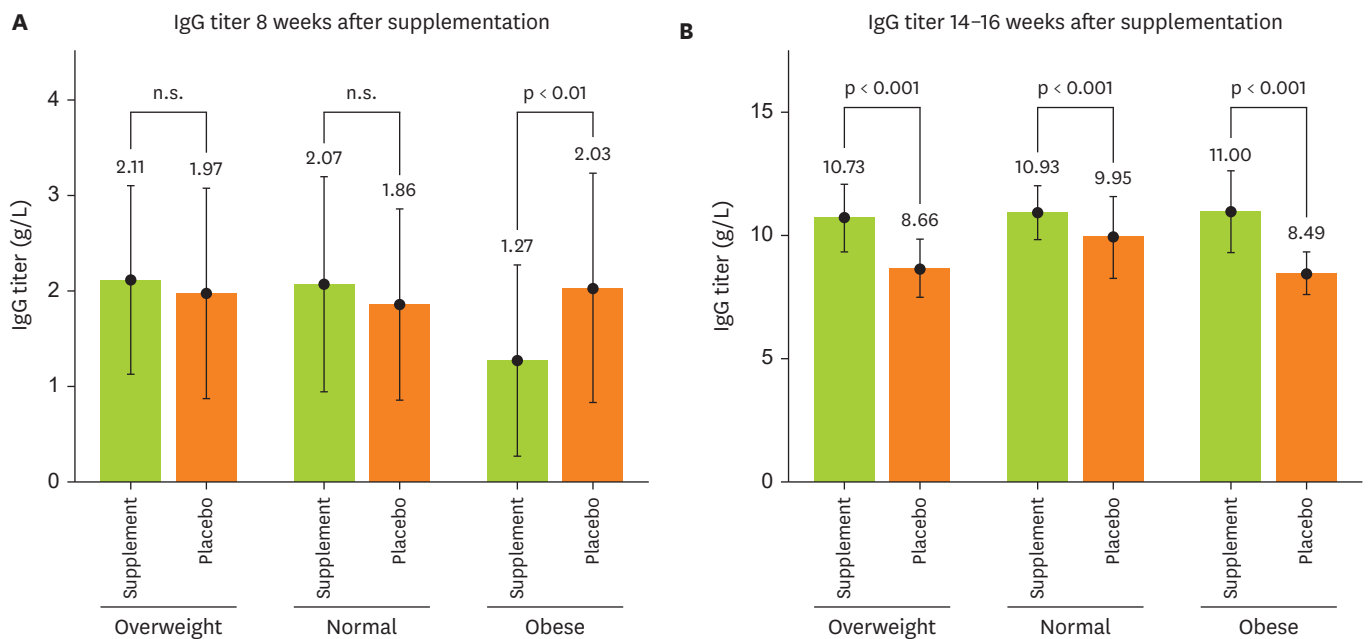 A
IgG titer 8 weeks after supplementation
IgG titer (g/L)
4
3
2
1
0
n.s.
n.s.
p < 0.01
2.11
1.97
2.07
1.86
1.27
2.03
Supplement
Placebo
Supplement
Placebo
Supplement
Placebo
Overweight
Normal
Obese
B
IgG titer 14–16 weeks after supplementation
IgG titer (g/L)
15
10
5
0
p < 0.001
p < 0.001
p < 0.001
10.73
8.66
10.93
9.95
11.00
8.49
Supplement
Placebo
Supplement
Placebo
Supplement
Placebo
Overweight
Normal
Obese